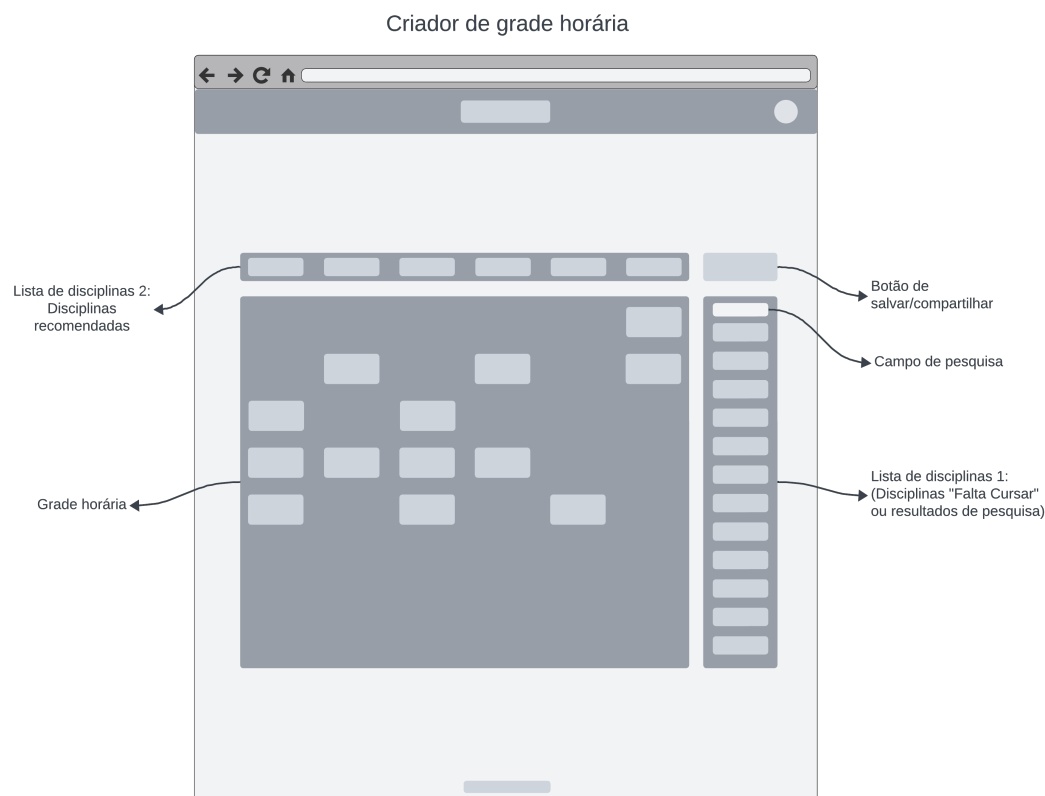 Criador de grade horária
Lista de disciplinas 2:
Disciplinas
recomendadas
Botão de
salvar/compartilhar
Campo de pesquisa
Grade horária
Lista de disciplinas 1:
(Disciplinas "Falta Cursar"
ou resultados de pesquisa)